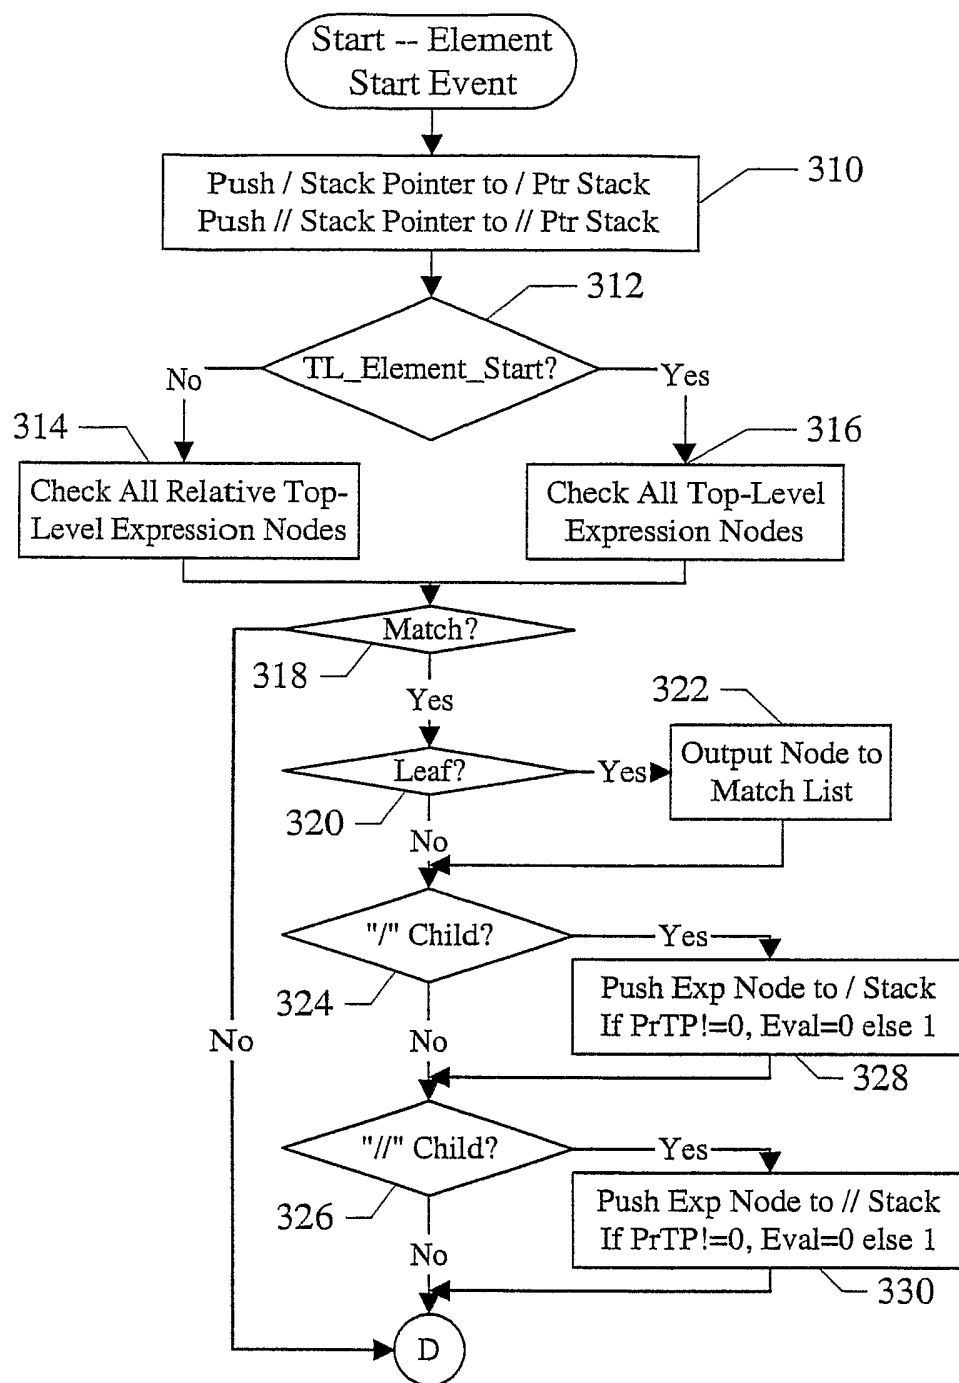 Start -- Element
Start Event
310
Push / Stack Pointer to / Ptr Stack
Push // Stack Pointer to // Ptr Stack
312
TL_Element_Start?
No
Yes
314
316
Check All Relative Top-
Level Expression Nodes
Check All Top-Level
Expression Nodes
Match?
318
Yes
322
Leaf?
Yes
Output Node to
Match List
320
No
"/" Child?
Yes
324
Push Exp Node to / Stack
If PrTP!=0, Eval=0 else 1
No
No
328
"//" Child?
Yes
326
Push Exp Node to // Stack
If PrTP!=0, Eval=0 else 1
No
330
D